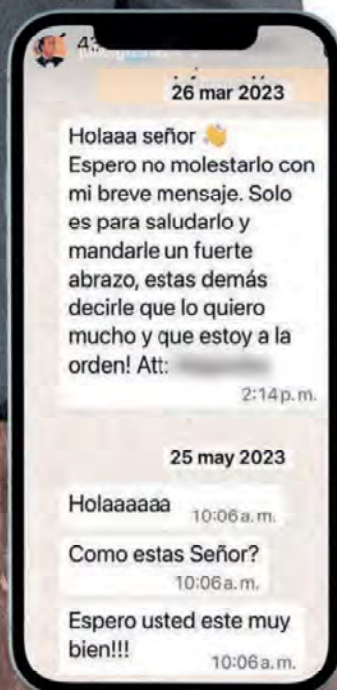 26 mar 2023
Holaaa señor 👋
Espero no molestarlo con
mi breve mensaje. Solo
es para saludarlo y
mandarle un fuerte
abrazo, estas demás
decirle que lo quiero
mucho y que estoy a la
orden! Att:
2:14 p. m.
25 may 2023
Holaaaaaa
10:06 a. m.
Como estas Señor?
10:06 a. m.
Espero usted este muy
bien!!!
10:06 a. m.